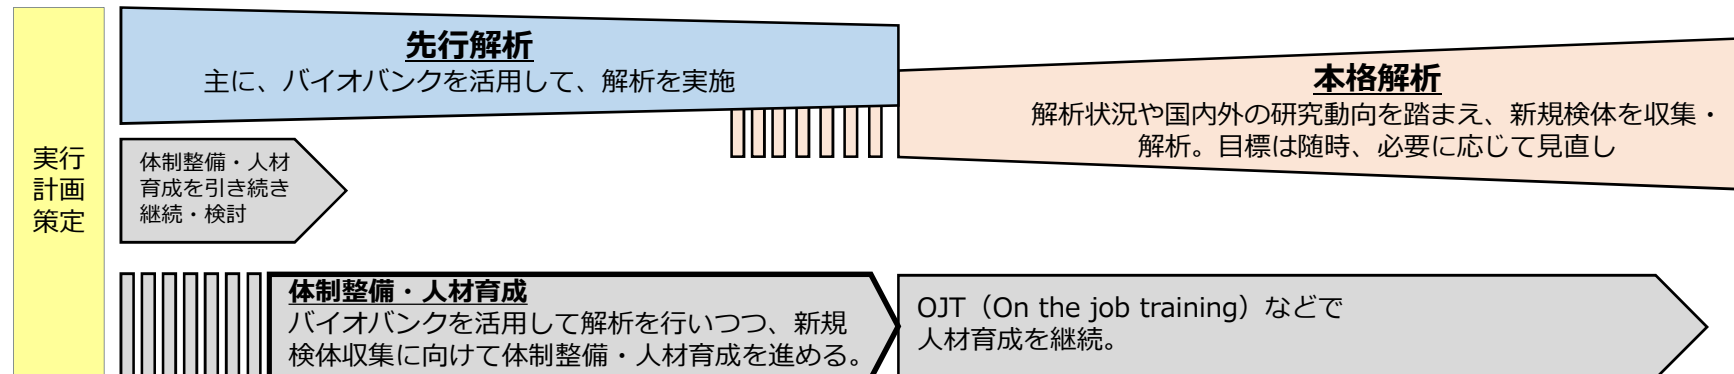 実行
計画
策定
先行解析
主に、バイオバンクを活用して、解析を実施
本格解析
解析状況や国内外の研究動向を踏まえ、新規検体を収集・
解析。目標は随時、必要に応じて見直し
体制整備・人材
育成を引き続き
継続・検討
体制整備・人材育成
バイオバンクを活用して解析を行いつつ、新規
検体収集に向けて体制整備・人材育成を進める。
OJT（On the job training）などで
人材育成を継続。